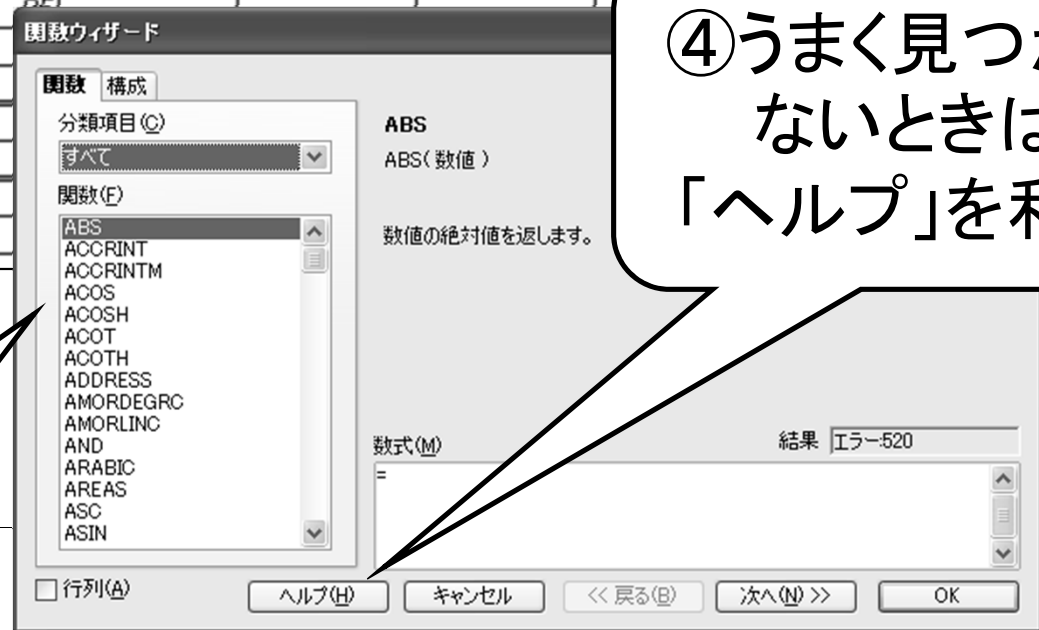 関数ウィザード
④うまく見つ
ないときは
「ヘルプ」を利
関数 構成
分類項目(C)
すべて
関数(F)
ABS
ACCRINT
ACCRINTM
ACOS
ACOSH
ACOT
ACOTH
ADDRESS
AMORDEGRC
AMORLINC
AND
ARABIC
AREAS
ASC
ASIN
ABS
ABS( 数値 )
数値の絶対値を返します。
数式(M)
結果 エラー:520
=
行列(A)
ヘルプ(H) キャンセル << 戻る(B) 次へ(N) >> OK